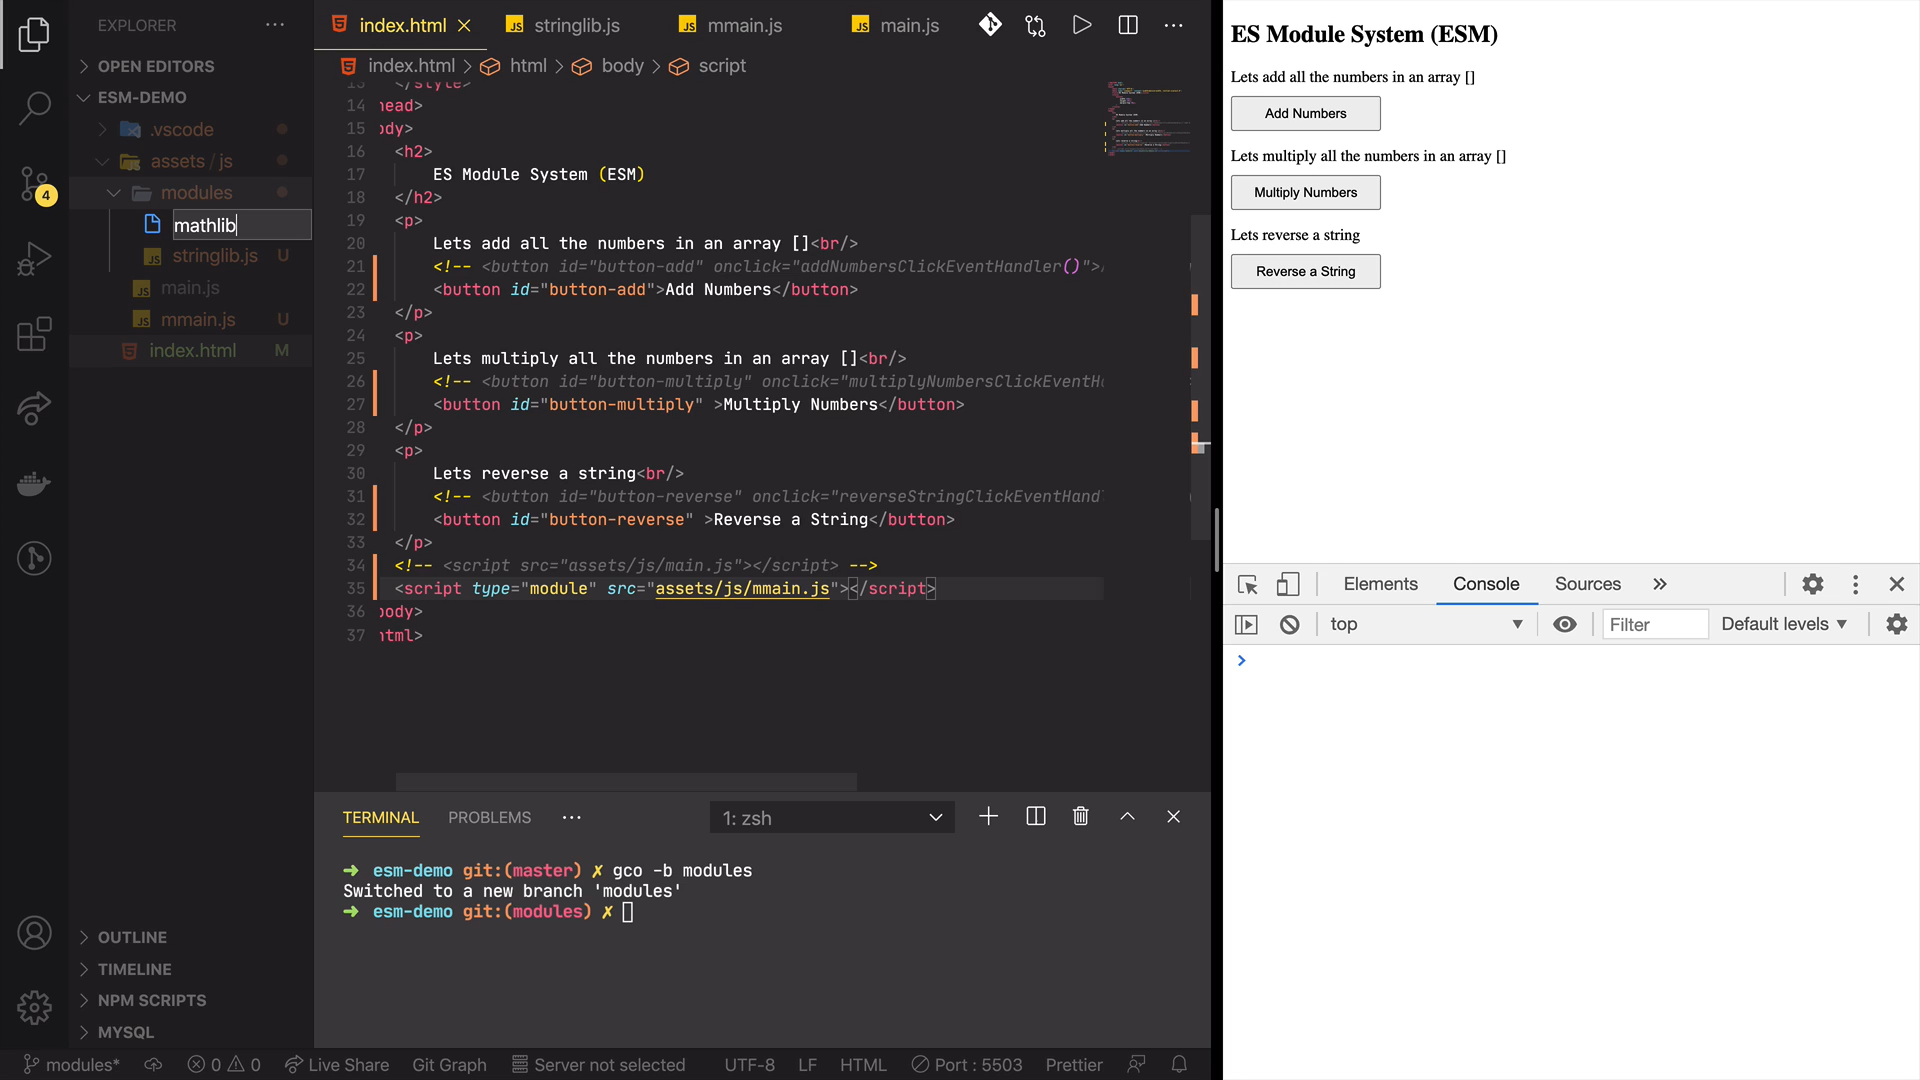 EXPLORER
OPEN EDITORS
ESM-DEMO
.vscode
assets / js
modules
mathlib
stringlib.js U
main.js
mmain.js U
index.html M
OUTLINE
TIMELINE
NPM SCRIPTS
MYSQL
4
index.html
stringlib.js
mmain.js
main.js
index.html > html > body > script
13 </style>
14 head>
15 body>
16 <h2>
17 ES Module System (ESM)
18 </h2>
19 <p>
20 Lets add all the numbers in an array []<br/>
21 <!-- <button id="button-add" onclick="addNumbersClickEventHandler()">
22 <button id="button-add">Add Numbers</button>
23 </p>
24 <p>
25 Lets multiply all the numbers in an array []<br/>
26 <!-- <button id="button-multiply" onclick="multiplyNumbersClickEventH
27 <button id="button-multiply" >Multiply Numbers</button>
28 </p>
29 <p>
30 Lets reverse a string<br/>
31 <!-- <button id="button-reverse" onclick="reverseStringClickEventHand
32 <button id="button-reverse" >Reverse a String</button>
33 </p>
34 <!-- <script src="assets/js/main.js"></script> -->
35 <script type="module" src="assets/js/mmain.js"></script>
36 body>
37 html>
TERMINAL
PROBLEMS
1: zsh
➜ esm-demo git:(master) ✗ gco -b modules
Switched to a new branch 'modules'
➜ esm-demo git:(modules) ✗
modules*
0 0
Live Share
Git Graph
Server not selected
UTF-8
LF
HTML
Port : 5503
Prettier
ES Module System (ESM)
Lets add all the numbers in an array []
Add Numbers
Lets multiply all the numbers in an array []
Multiply Numbers
Lets reverse a string
Reverse a String
Elements
Console
Sources
top
Filter
Default levels